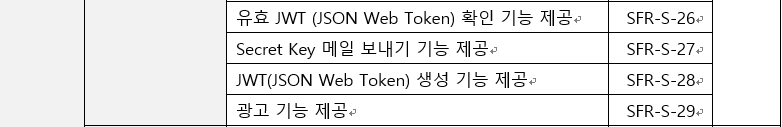 유효 JWT (JSON Web Token) 확인 기능 제공 SFR-S-26
Secret Key 메일 보내기 기능 제공 SFR-S-27
JWT(JSON Web Token) 생성 기능 제공 SFR-S-28
광고 기능 제공 SFR-S-29